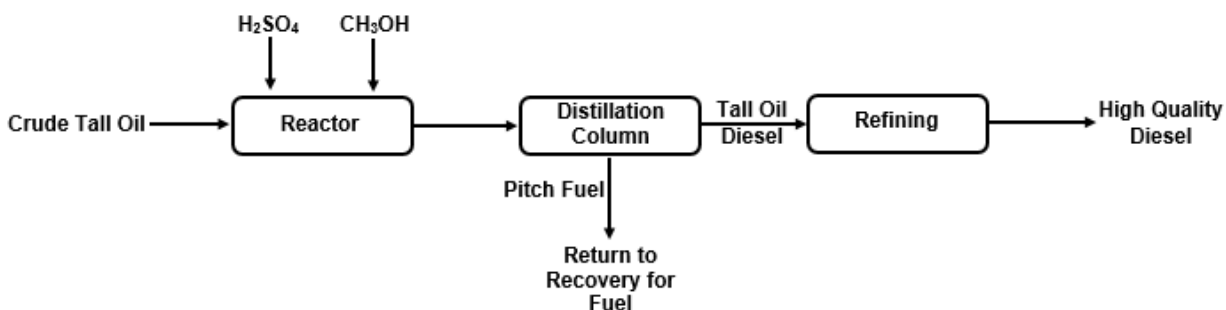 H₂SO₄
CH₃OH
Crude Tall Oil
Reactor
Distillation
Column
Tall Oil
Diesel
Refining
High Quality
Diesel
Pitch Fuel
Return to
Recovery for
Fuel